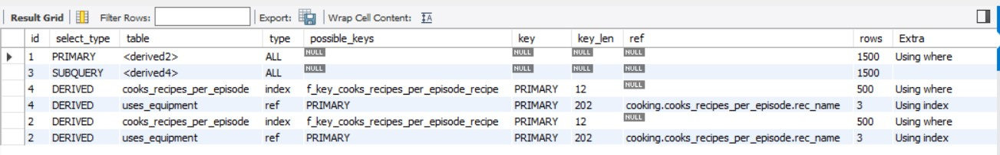 Result Grid Filter Rows: Export: Wrap Cell Content: IA
id select_type table type possible_keys key key_len ref rows Extra
1 PRIMARY <derived2> ALL NULL NULL NULL NULL 1500 Using where
3 SUBQUERY <derived4> ALL NULL NULL NULL NULL 1500
4 DERIVED cooks_recipes_per_episode index f_key_cooks_recipes_per_episode_recipe PRIMARY 12 NULL 500 Using where
4 DERIVED uses_equipment ref PRIMARY PRIMARY 202 cooking.cooks_recipes_per_episode.rec_name 3 Using index
2 DERIVED cooks_recipes_per_episode index f_key_cooks_recipes_per_episode_recipe PRIMARY 12 NULL 500 Using where
2 DERIVED uses_equipment ref PRIMARY PRIMARY 202 cooking.cooks_recipes_per_episode.rec_name 3 Using index